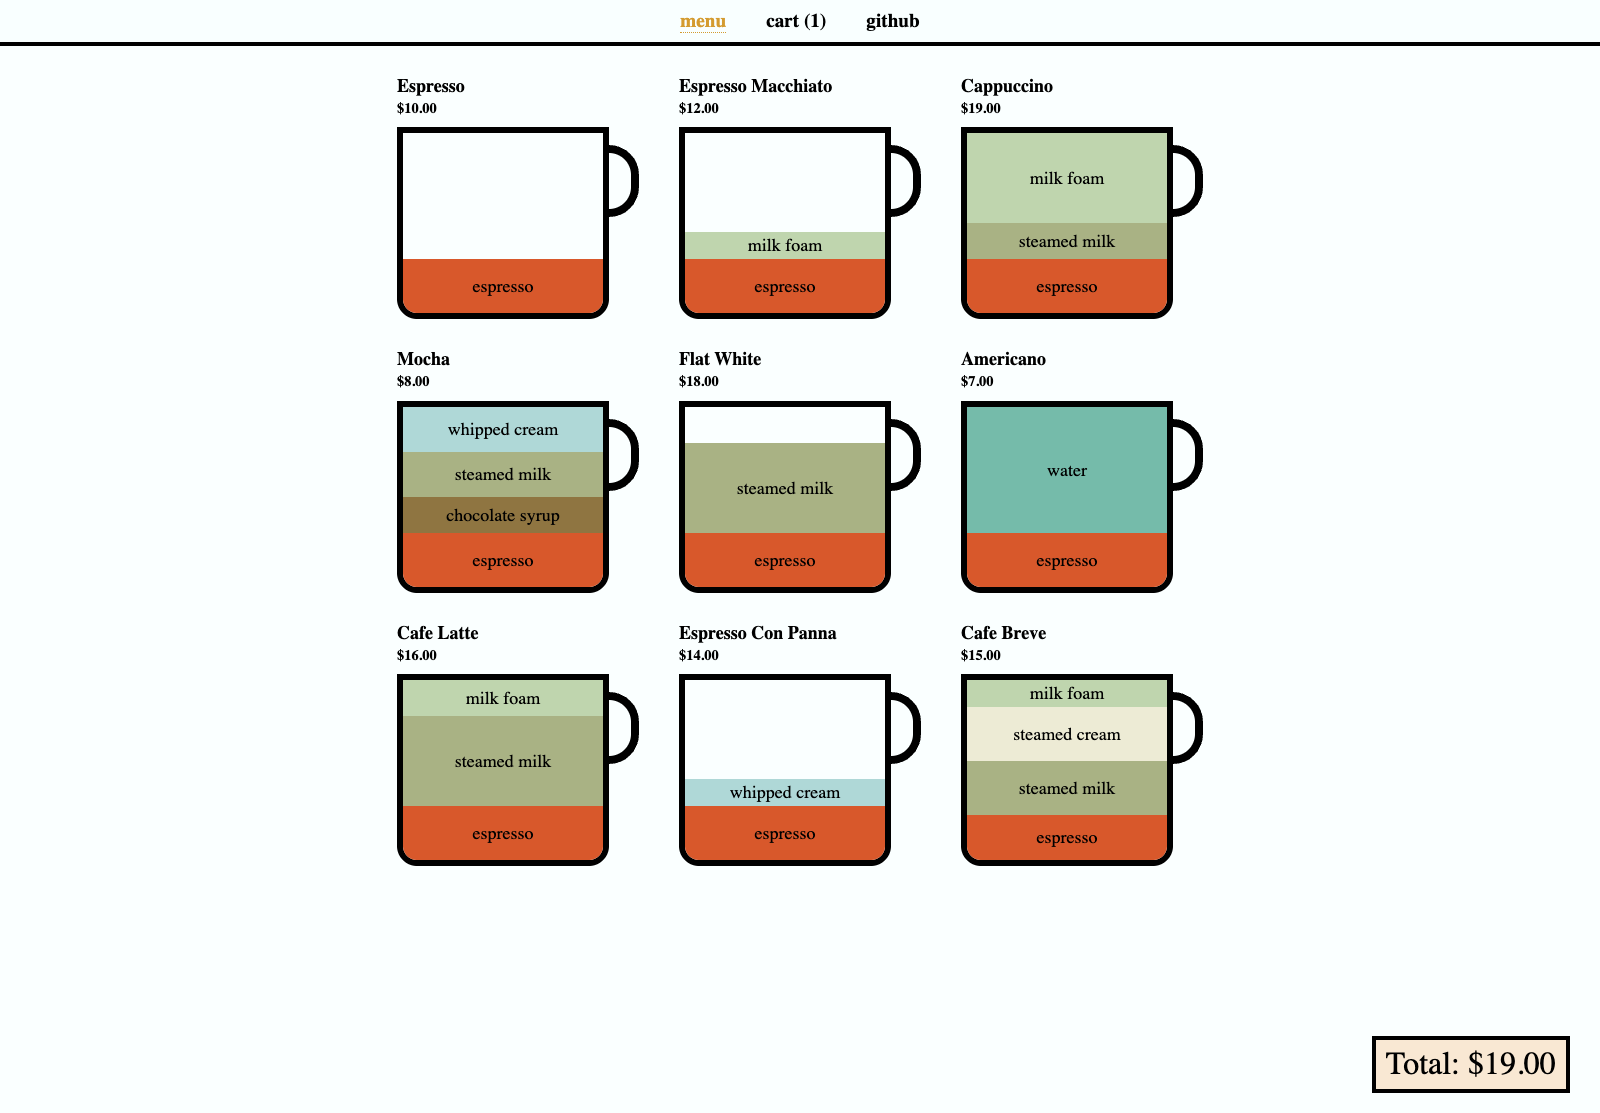 menu cart (1) github
Espresso
$10.00
espresso
Espresso Macchiato
$12.00
milk foam
espresso
Cappuccino
$19.00
milk foam
steamed milk
espresso
Mocha
$8.00
whipped cream
steamed milk
chocolate syrup
espresso
Flat White
$18.00
steamed milk
espresso
Americano
$7.00
water
espresso
Cafe Latte
$16.00
milk foam
steamed milk
espresso
Espresso Con Panna
$14.00
whipped cream
espresso
Cafe Breve
$15.00
milk foam
steamed cream
steamed milk
espresso
Total: $19.00